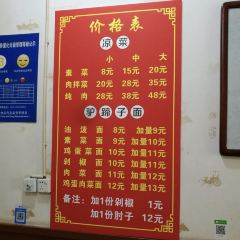 价格表
凉菜
小 中 大
素菜 8元 15元 20元
肉拌菜 20元 28元 35元
纯肉 28元 38元 48元
驴蹄子面
油泼面 8元 加量9元
素菜面 9元 加量10元
鸡蛋菜面 10元 加量11元
剁椒面 10元 加量11元
肉菜面 11元 加量12元
鸡蛋肉菜面 12元 加量13元
备注：加1份剁椒 1元
加1份肘子 12元